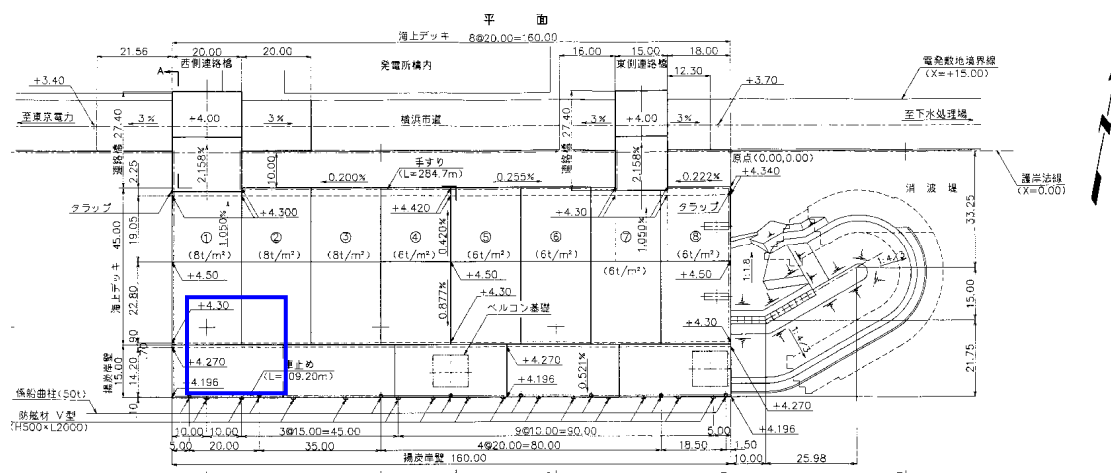 平 面
海上デッキ 8@20.00=160.00
21.56 20.00 20.00 16.00 15.00 18.00
西側連絡橋 発電所構内 東側連絡橋
A 12.30
電発敷地境界線
(X=+15.00)
+3.40 +3.70
至東京電力 3% +4.00 3% 横浜市道 3% +4.00 3% 至下水処理場
連絡橋 27.40 連絡橋 27.40
2.158% 2.158%
2.25 10.00
手すり
(L=284.7m)
原点(0.00,0.00)
護岸法線
(X=0.00)
0.200% 0.255% 0.222% +4.340
消波堤
タラップ +4.300 +4.420 +4.30 タラップ
33.25
45.00 19.05 1.050% 0.420% 1.050%
① ② ③ ④ ⑤ ⑥ ⑦ ⑧
(8t/m²) (8t/m²) (8t/m²) (6t/m²) (6t/m²) (6t/m²) (6t/m²) (6t/m²)
+4.50 +4.50 +4.50
1:1.8
海上デッキ 22.80 0.877%
15.00
+4.30 +4.30 +4.30
ベルコン基礎
揚炭岸壁 15.00 14.20 .90 .70
+4.270 +4.270
0.521%
21.75
車止め
(L=109.20m)
+4.196 +4.196
係船曲柱(50t)
.10
+4.270
防舷材 V型
(H500×L2000)
+4.196
10.00 10.00 3@15.00=45.00 9@10.00=90.00 5.00
5.00 20.00 35.00 4@20.00=80.00 18.50 1.50
揚炭岸壁 160.00 10.00 25.98